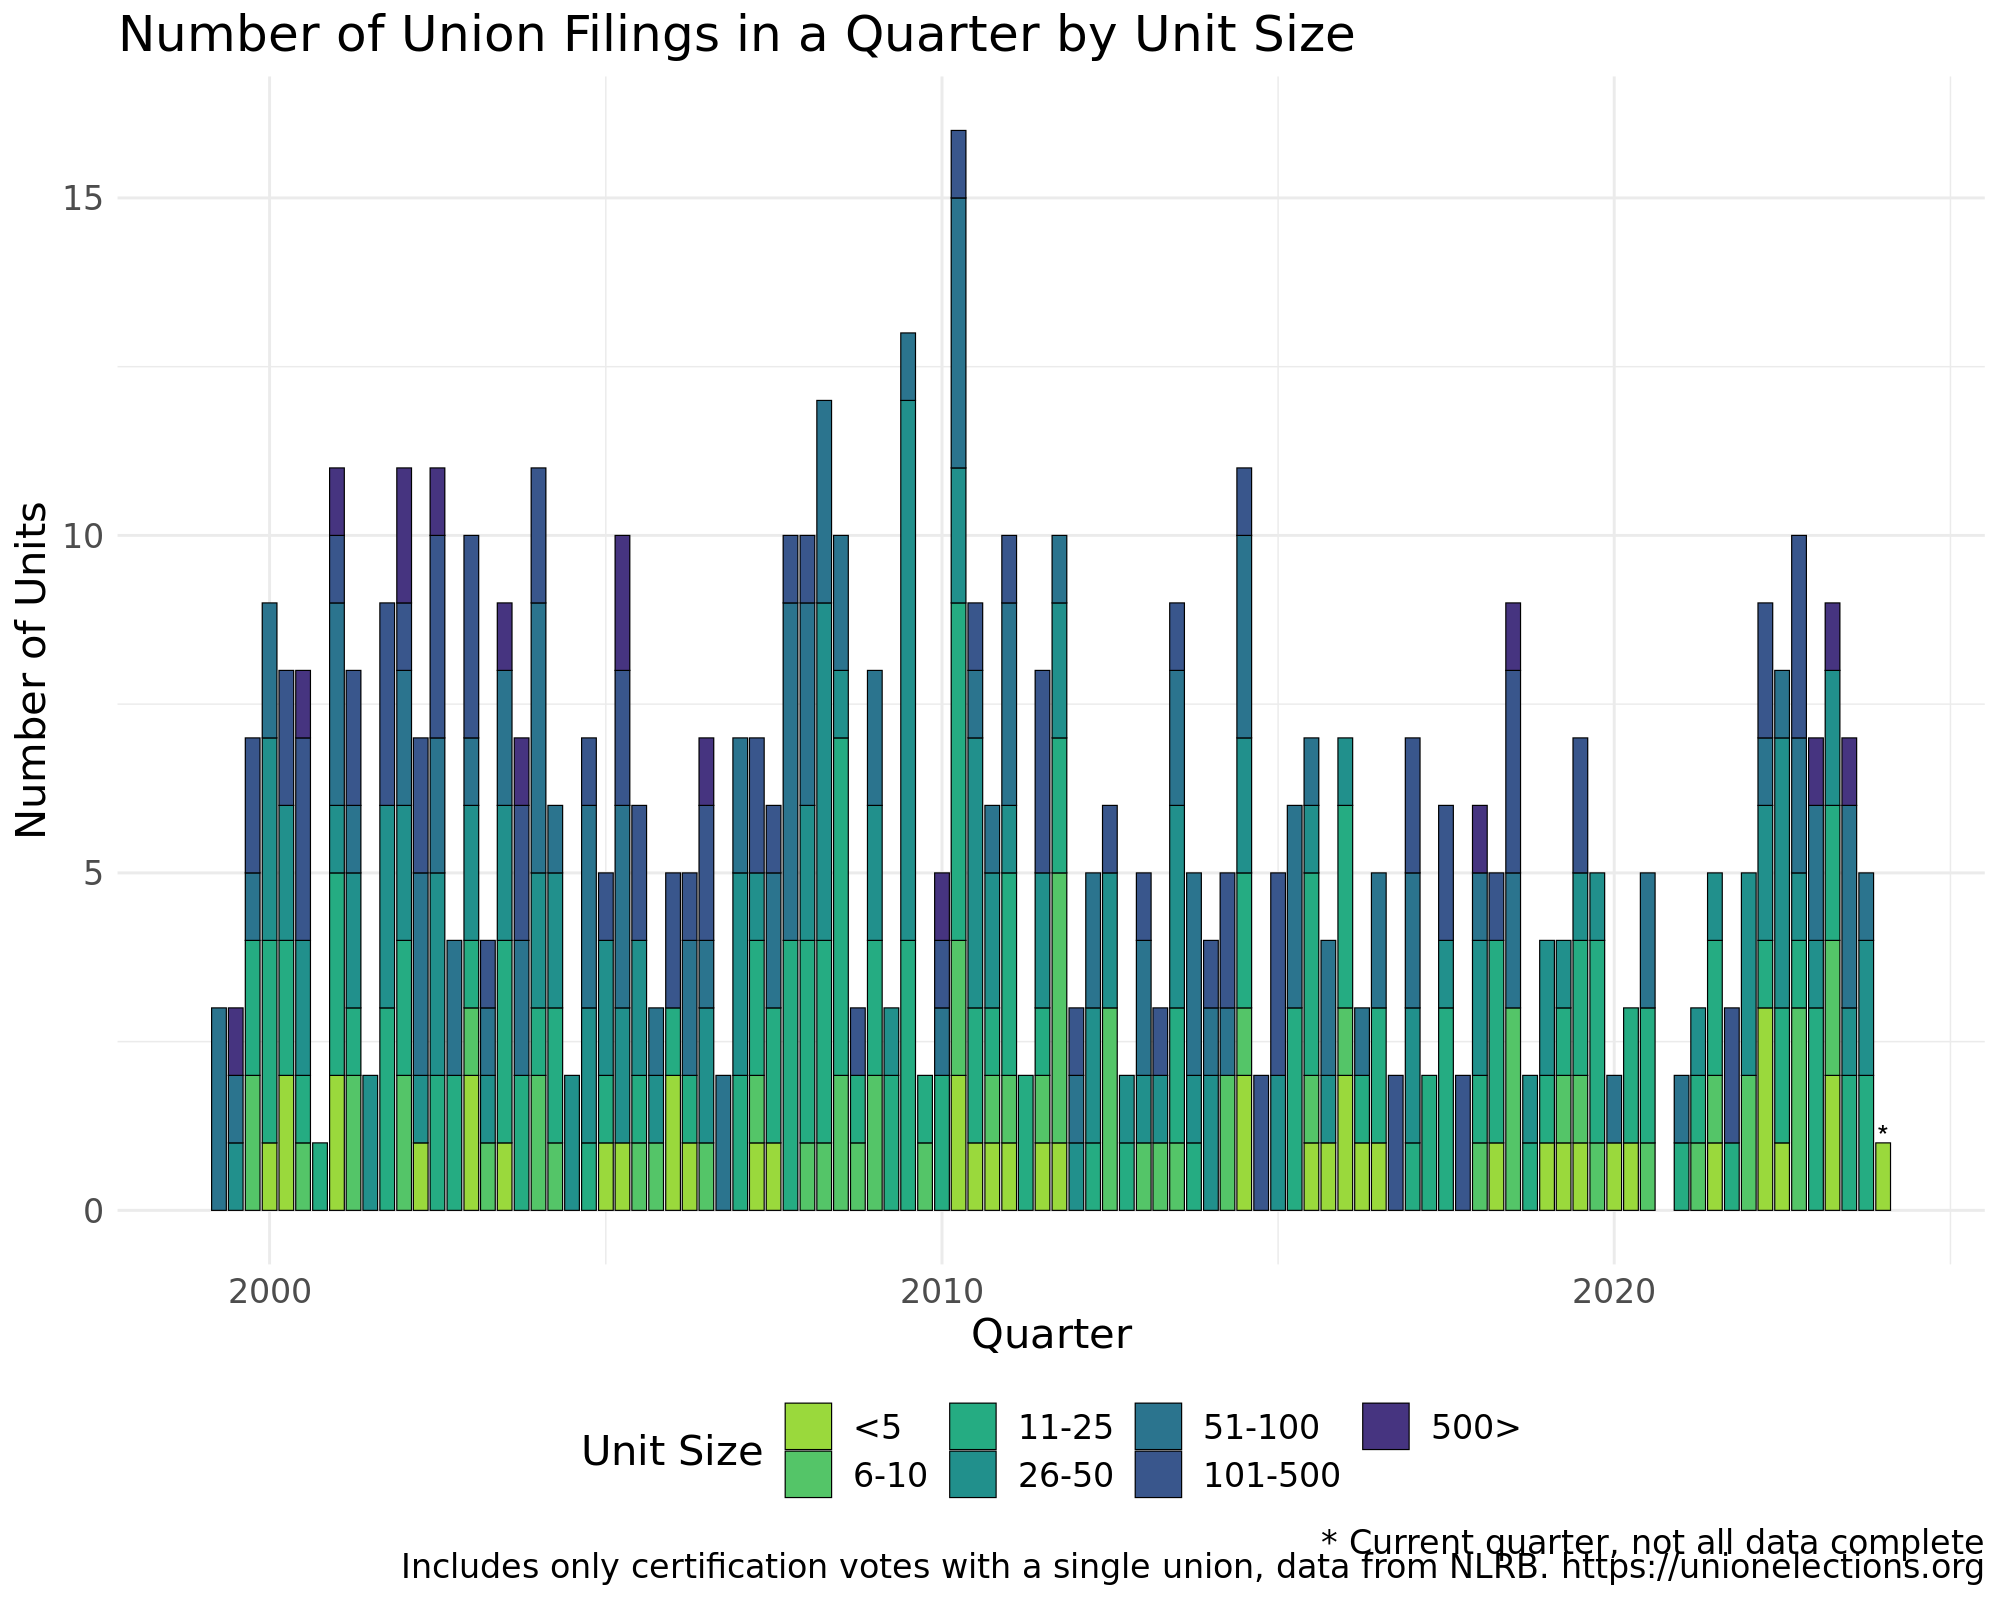 Number of Union Filings in a Quarter by Unit Size
Number of Units
15
10
5
0
2000 2010 2020
Quarter
Unit Size
<5 11-25 51-100 500>
6-10 26-50 101-500
*
* Current quarter, not all data complete
Includes only certification votes with a single union, data from NLRB. https://unionelections.org